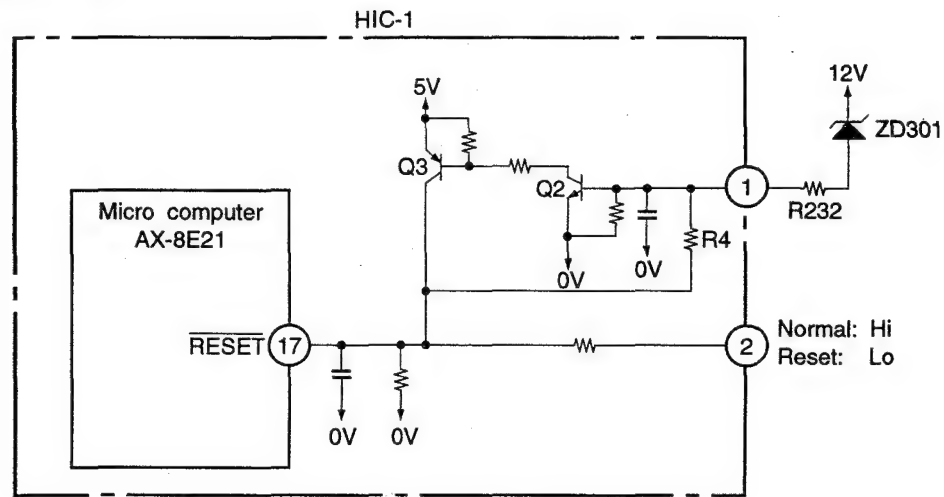 HIC-1
12V
ZD301
5V
Q3
Q2
1
R232
Micro computer
AX-8E21
R4
0V
0V
RESET
17
2
Normal: Hi
Reset: Lo
0V
0V